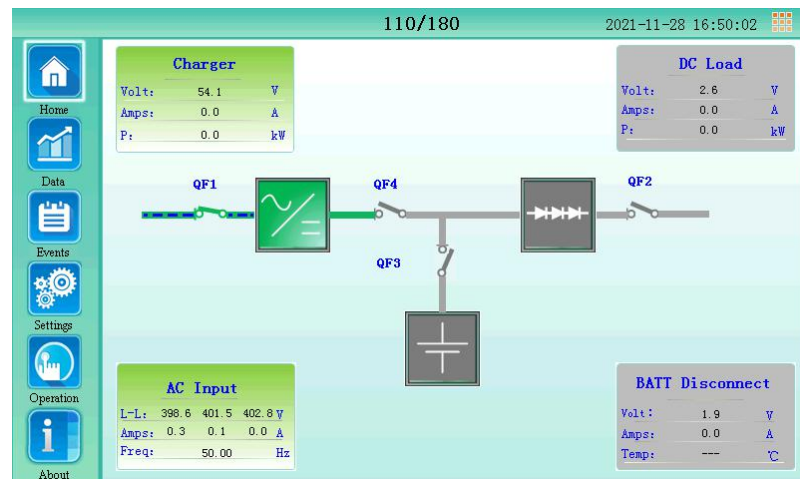 110/180
2021-11-28 16:50:02
Home
Data
Events
Settings
Operation
About
Charger
Volt: 54.1 V
Amps: 0.0 A
P: 0.0 kW
DC Load
Volt: 2.6 V
Amps: 0.0 A
P: 0.0 kW
QF1
QF4
QF2
QF3
AC Input
L-L: 398.6 401.5 402.8 V
Amps: 0.3 0.1 0.0 A
Freq: 50.00 Hz
BATT Disconnect
Volt: 1.9 V
Amps: 0.0 A
Temp: --- ℃